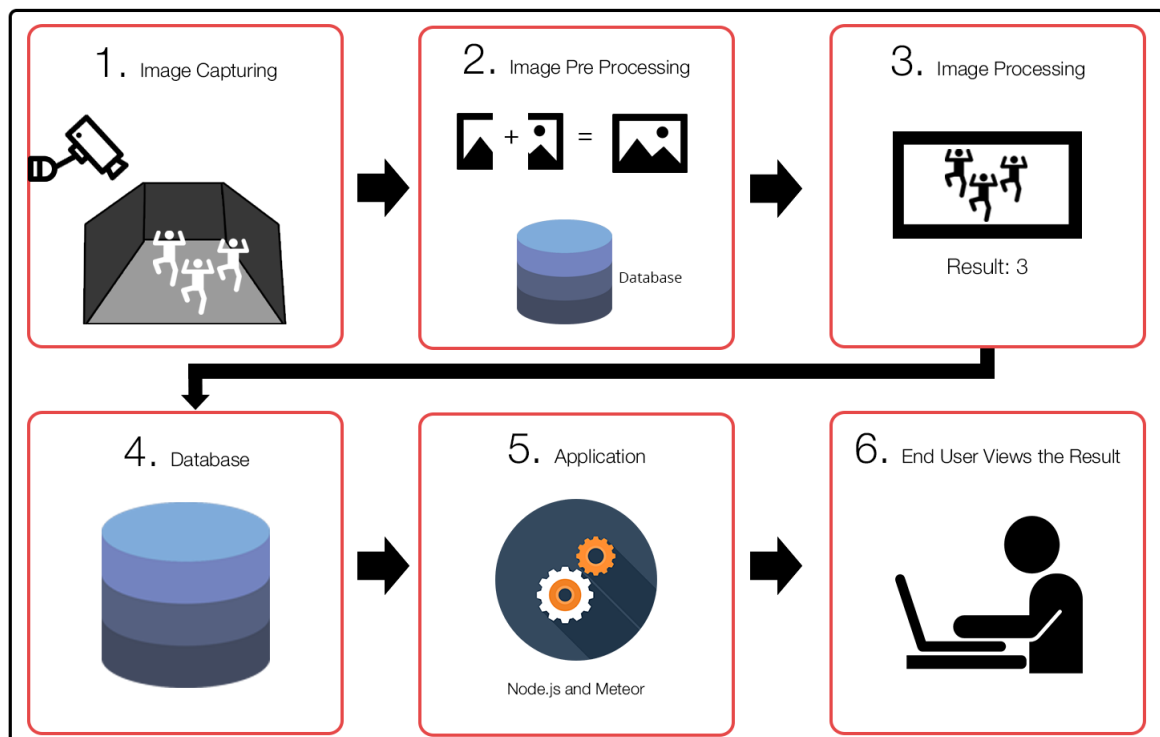 1. Image Capturing
2. Image Pre Processing
+ =
Database
3. Image Processing
Result: 3
4. Database
5. Application
Node.js and Meteor
6. End User Views the Result